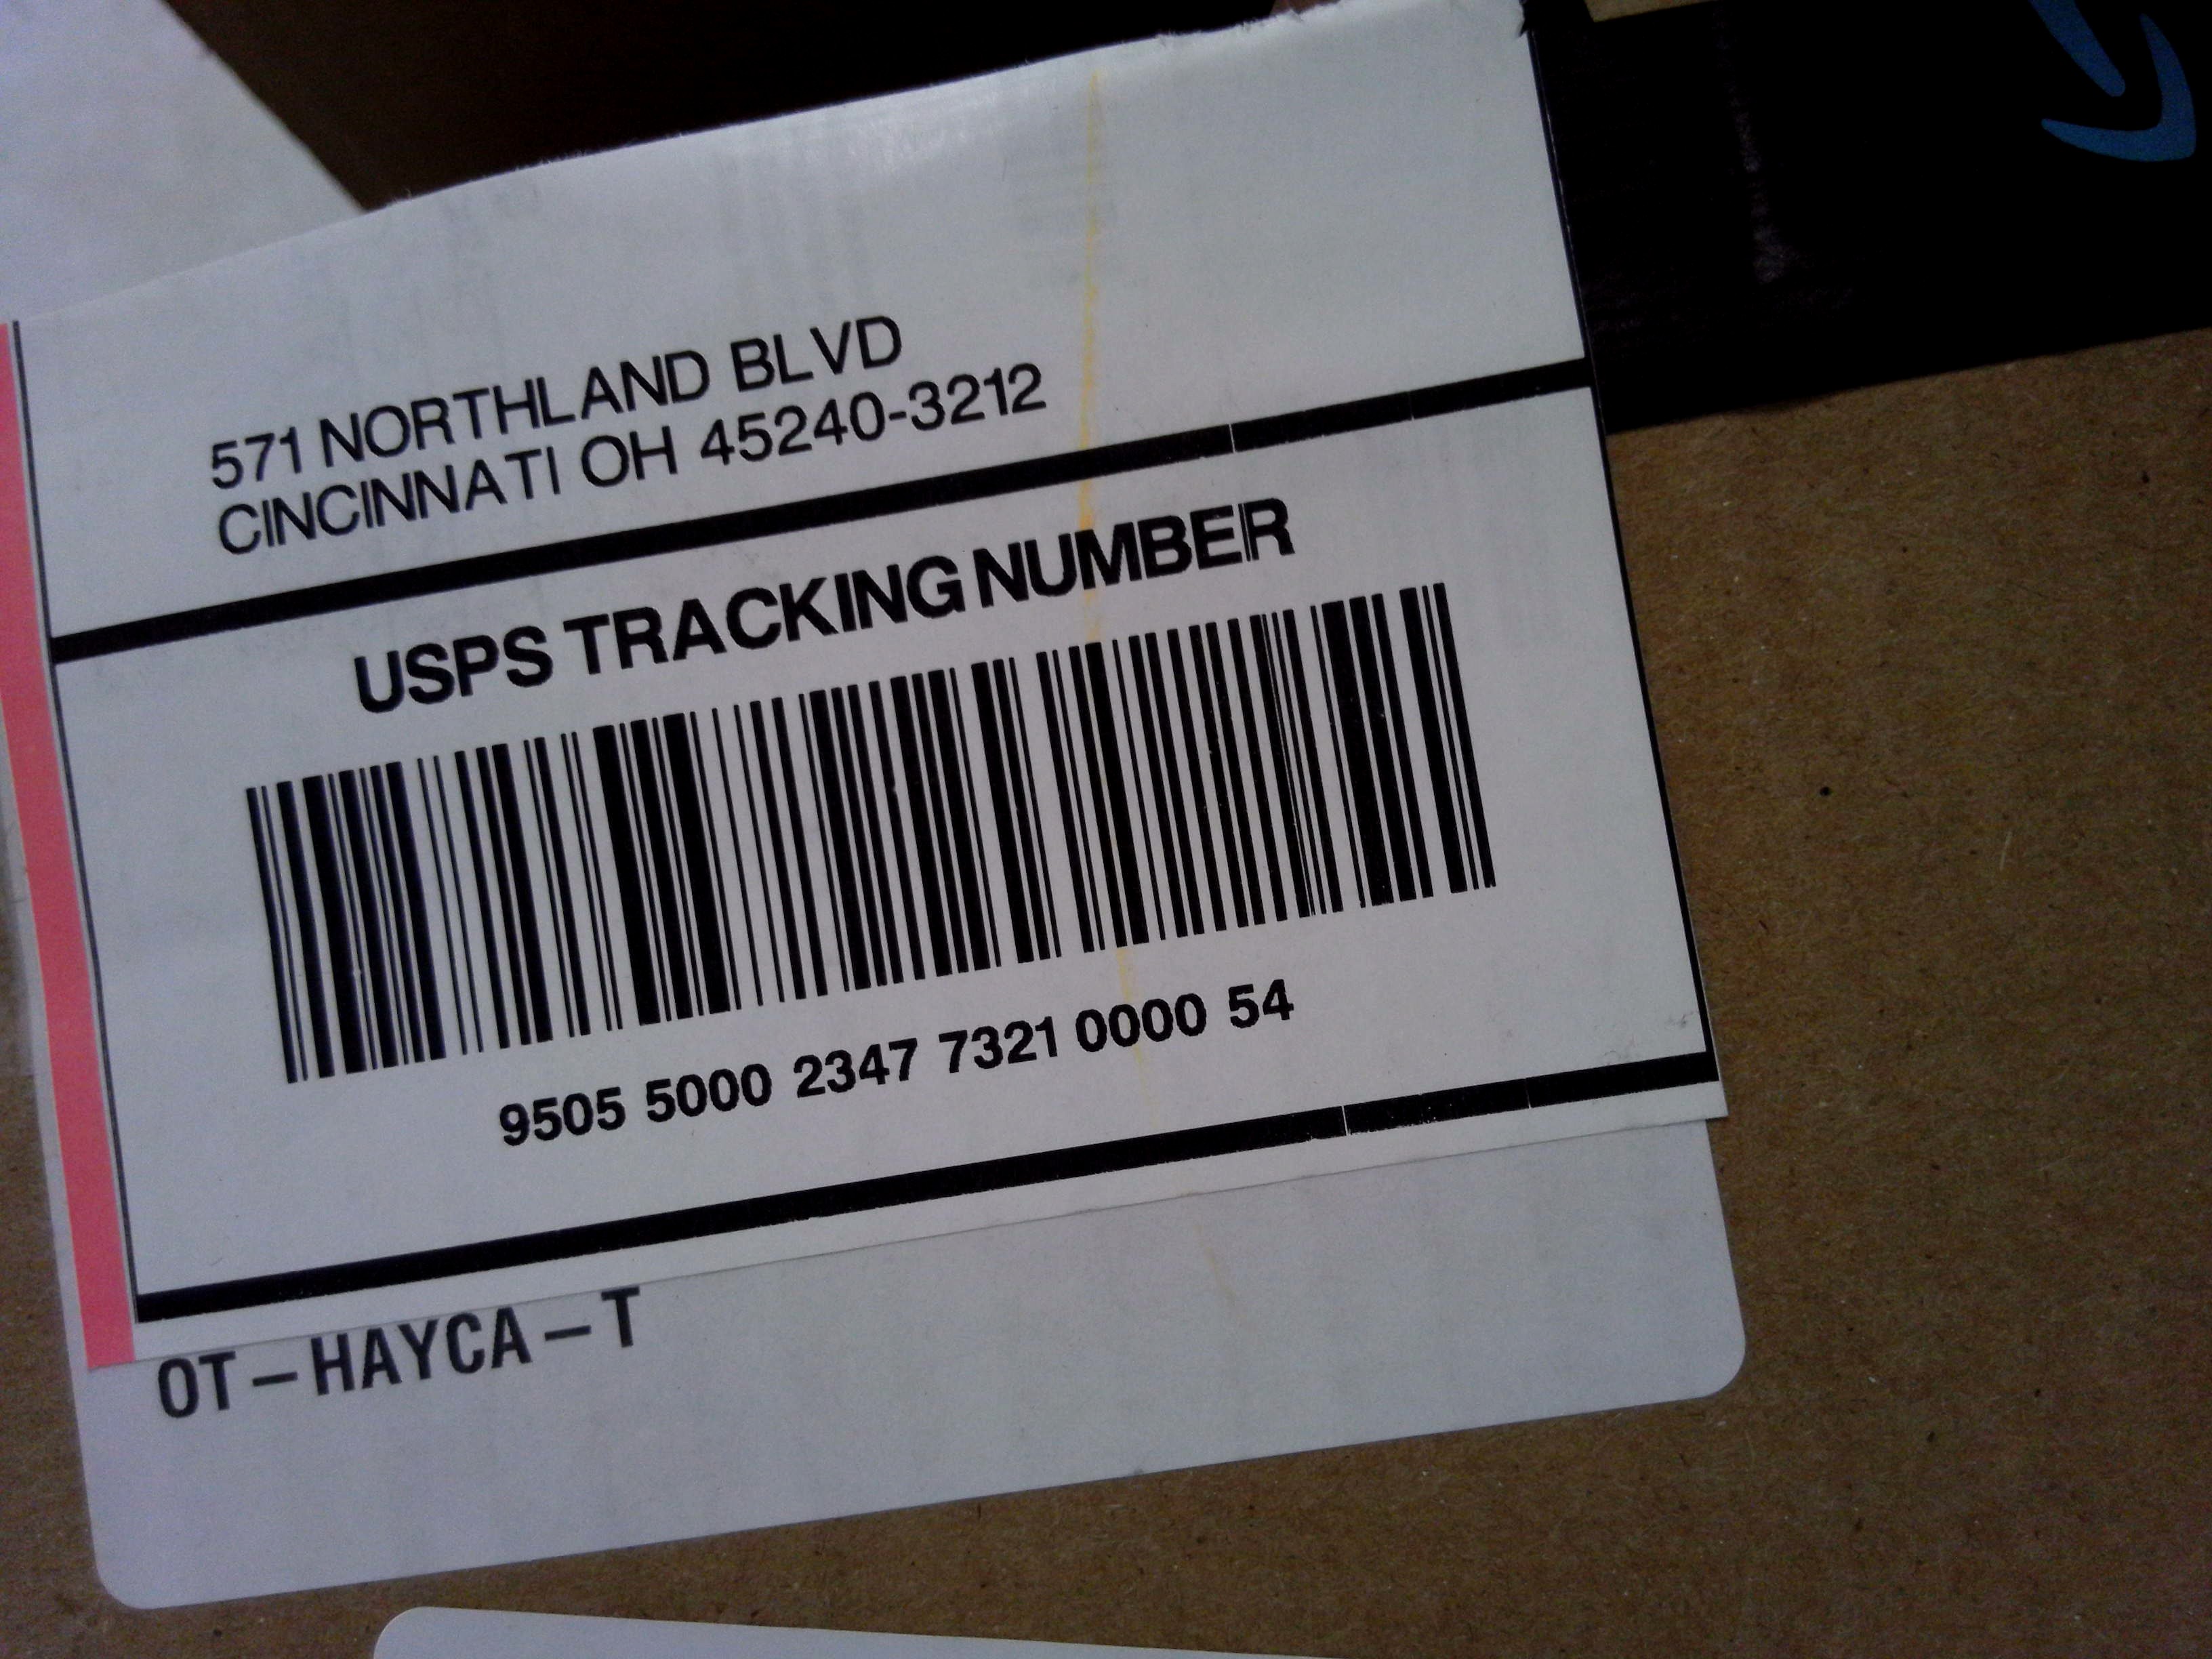 571 NORTHLAND BLVD
CINCINNATI OH 45240-3212
USPS TRACKING NUMBER
9505 5000 2347 7321 0000 54
OT-HAYCA-T